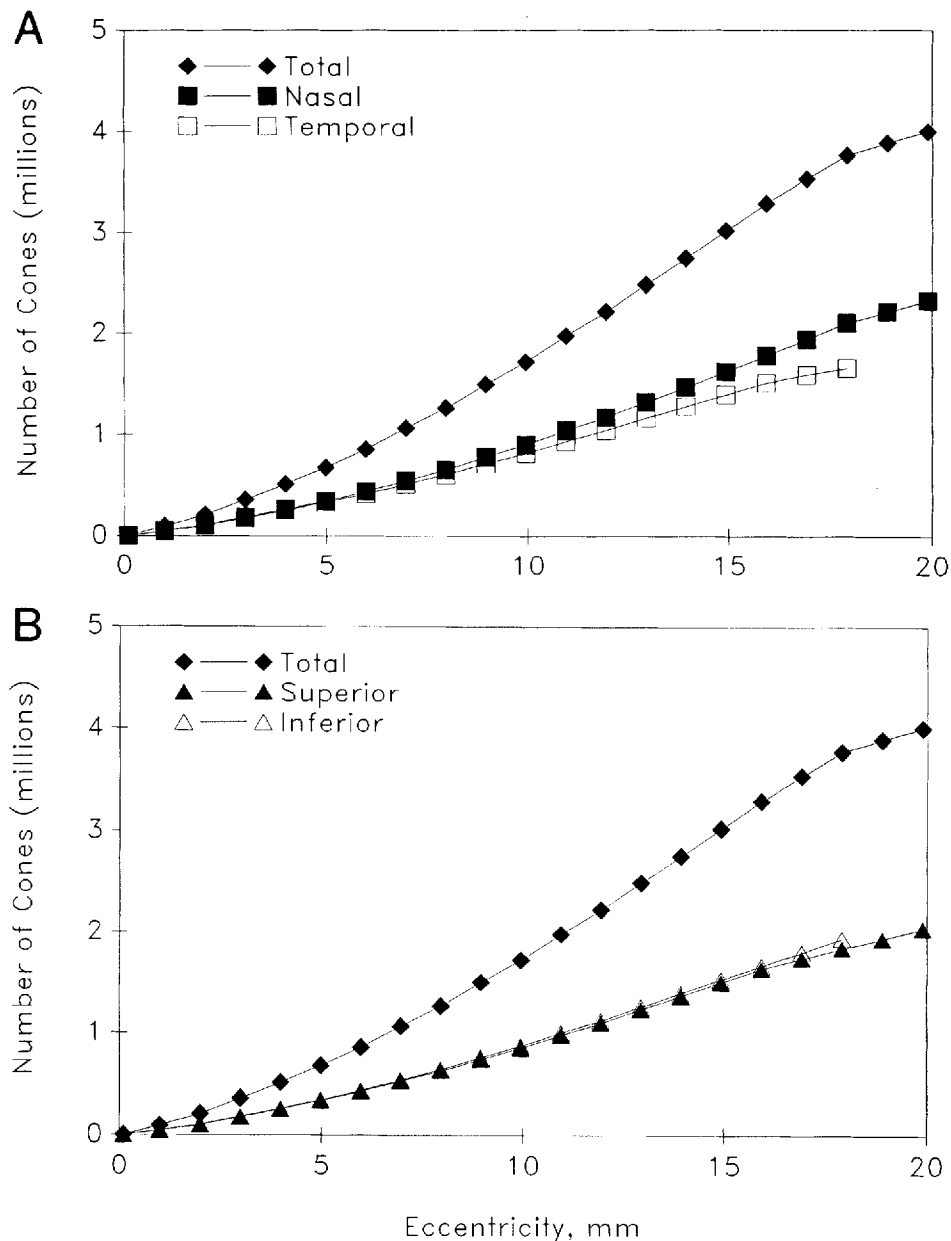 A
5
4
3
2
1
0
Number of Cones (millions)
Total
Nasal
Temporal
0 5 10 15 20
B
5
4
3
2
1
0
Number of Cones (millions)
Total
Superior
Inferior
0 5 10 15 20
Eccentricity, mm